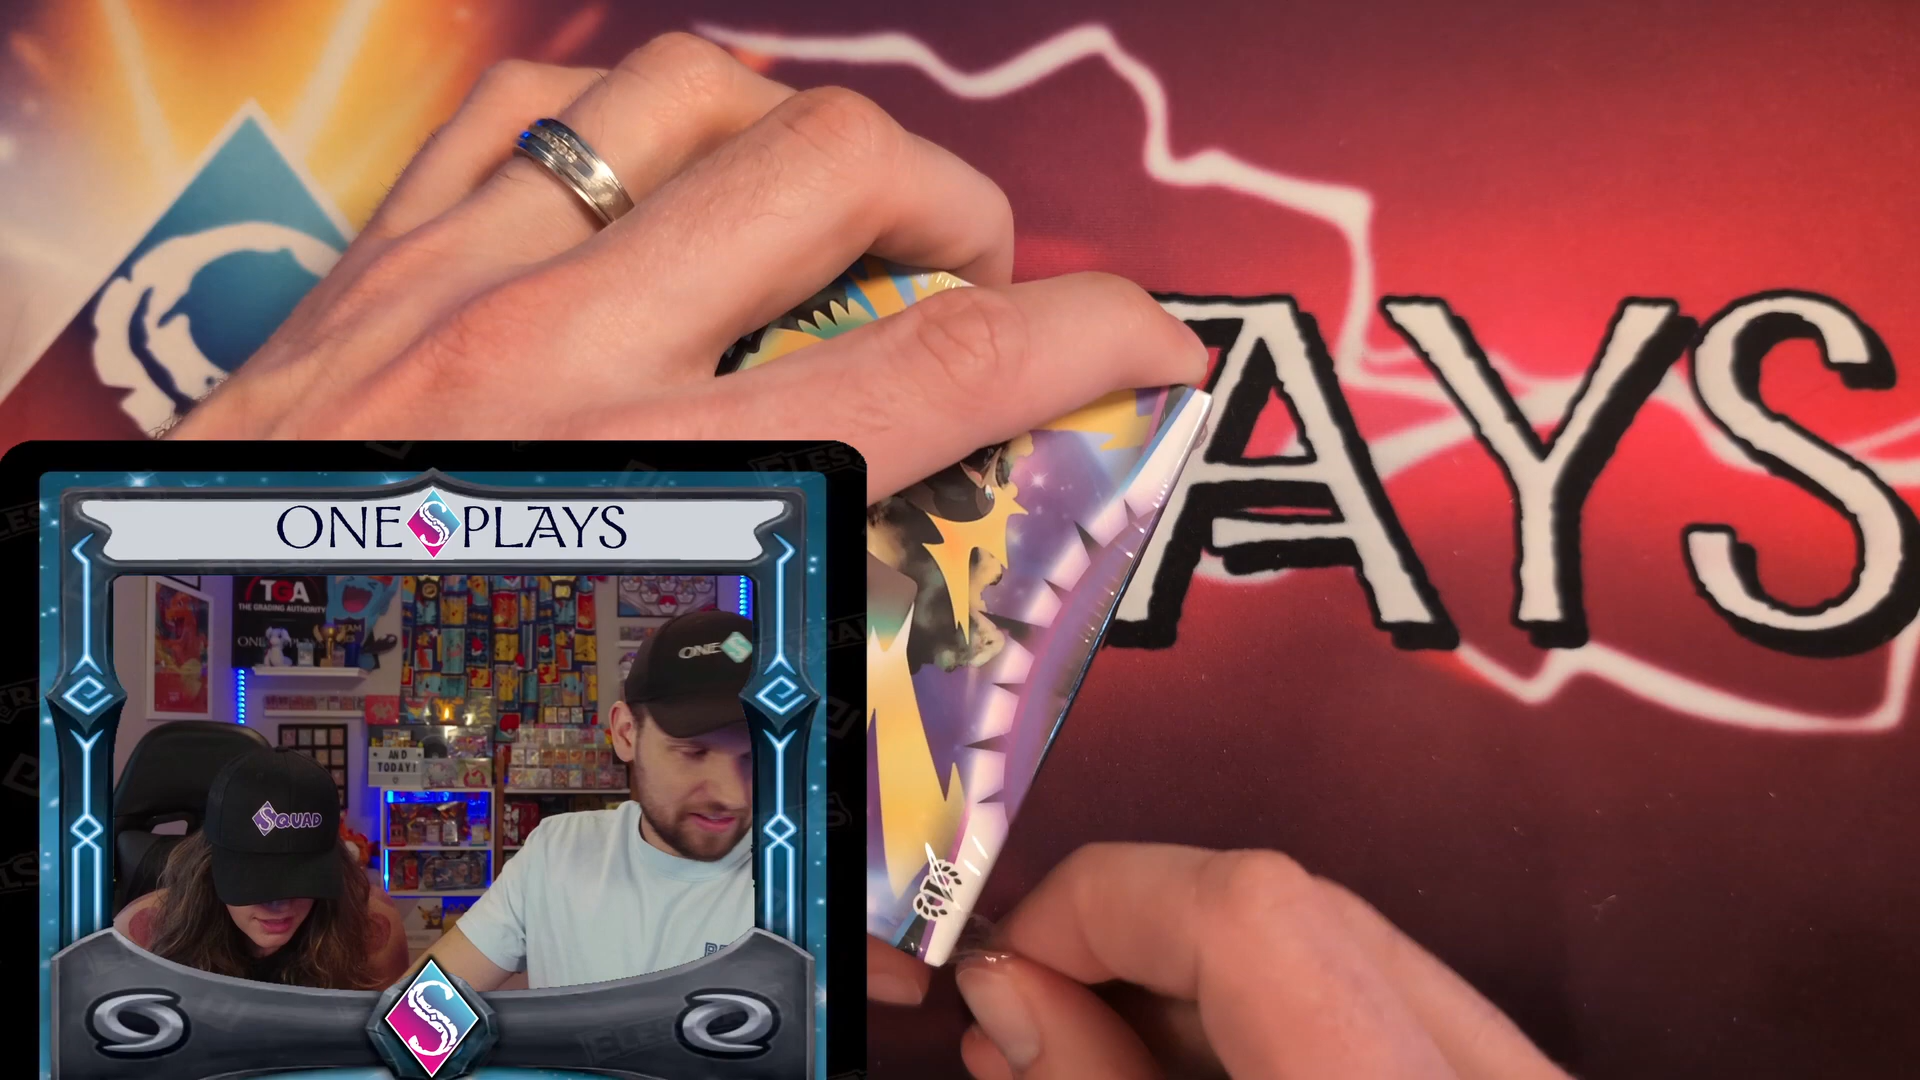 AYS
ONE S PLAYS
TGA
THE GRADING AUTHORITY
ONE
AND
TODAY!
ONE S
SQUAD
S